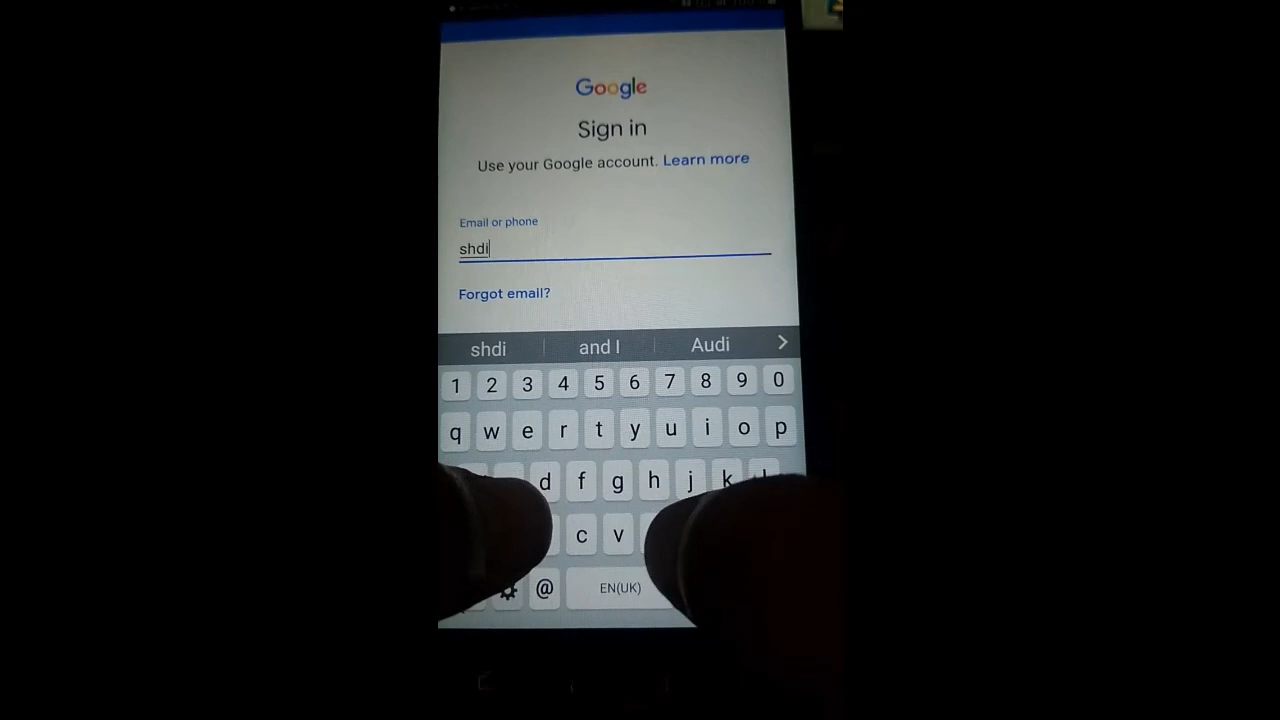 Google
Sign in
Use your Google account. Learn more
Email or phone
shdi
Forgot email?
shdi and I Audi >
1 2 3 4 5 6 7 8 9 0
q w e r t y u i o p
d f g h j k
c v
@ EN(UK)